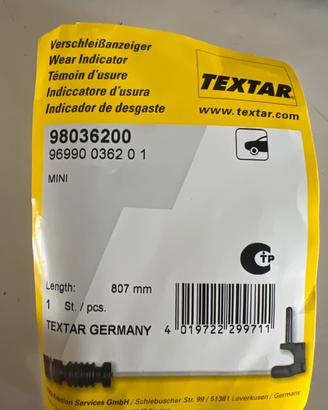 Verschleißanzeiger
Wear Indicator
Témoin d'usure
Indiccatore d'usura
Indicador de desgaste
TEXTAR
www.textar.com
98036200
96990 0362 0 1
MINI
CTP
Length: 807 mm
1 St. / pcs.
TEXTAR GERMANY
4 019722 299711
Services GmbH / Schlebuscher Str. 99 / 51381 Leverkusen / Germany